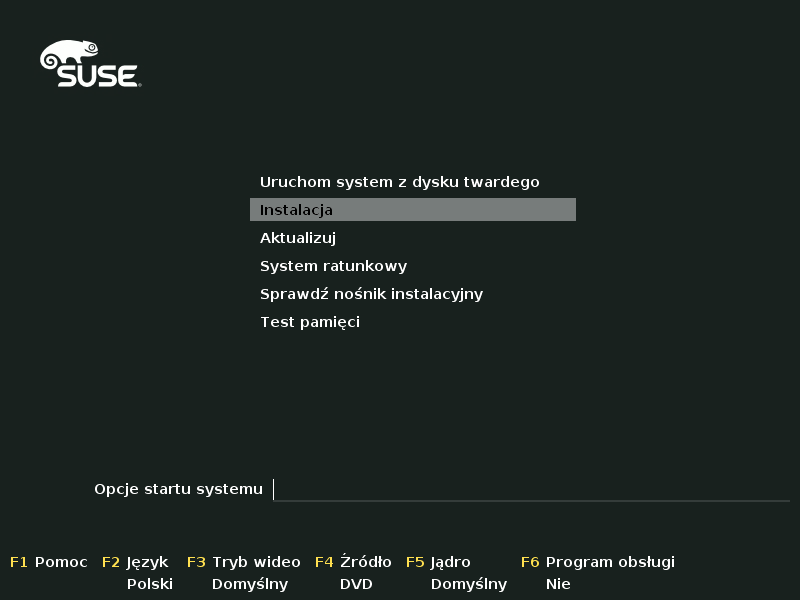 SUSE
Uruchom system z dysku twardego
Instalacja
Aktualizuj
System ratunkowy
Sprawdź nośnik instalacyjny
Test pamięci
Opcje startu systemu
F1 Pomoc F2 Język F3 Tryb wideo F4 Źródło F5 Jądro F6 Program obsługi
Polski Domyślny DVD Domyślny Nie